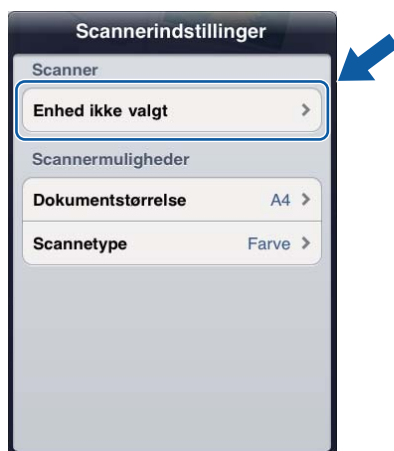 Scannerindstillinger
Scanner
Enhed ikke valgt
Scannermuligheder
Dokumentstørrelse A4
Scannetype Farve